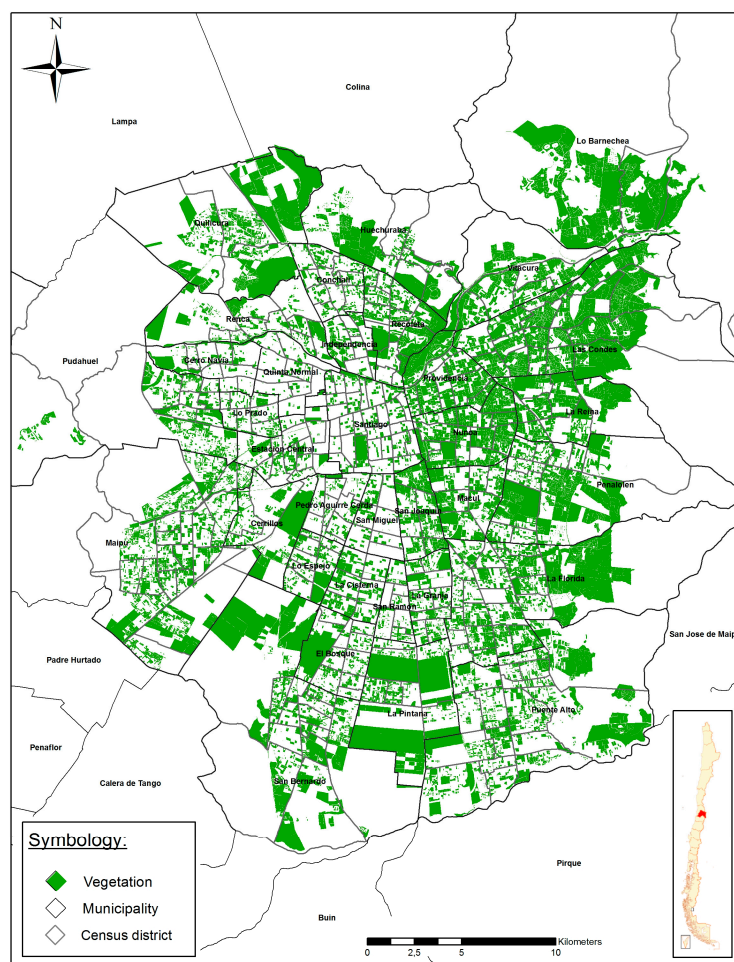 N
Colina
Lampa
Lo Barnechea
Quilicura
Huechuraba
Vitacura
Conchali
Renca
Recoleta
Independencia
Las Condes
Pudahuel
Cerro Navia
Quinta Normal
Providencia
Lo Prado
La Reina
Santiago
Nunoa
Estacion Central
Penalolen
Macul
Pedro Aguirre Cerda
San Joaquin
San Miguel
Cerrillos
Maipu
Lo Espejo
La Florida
La Cisterna
La Granja
San Ramon
San Jose de Maip
El Bosque
Padre Hurtado
La Pintana
Puente Alto
Penaflor
Calera de Tango
San Bernardo
Symbology:
Vegetation
Municipality
Census district
Pirque
Buin
Kilometers
0 2,5 5 10